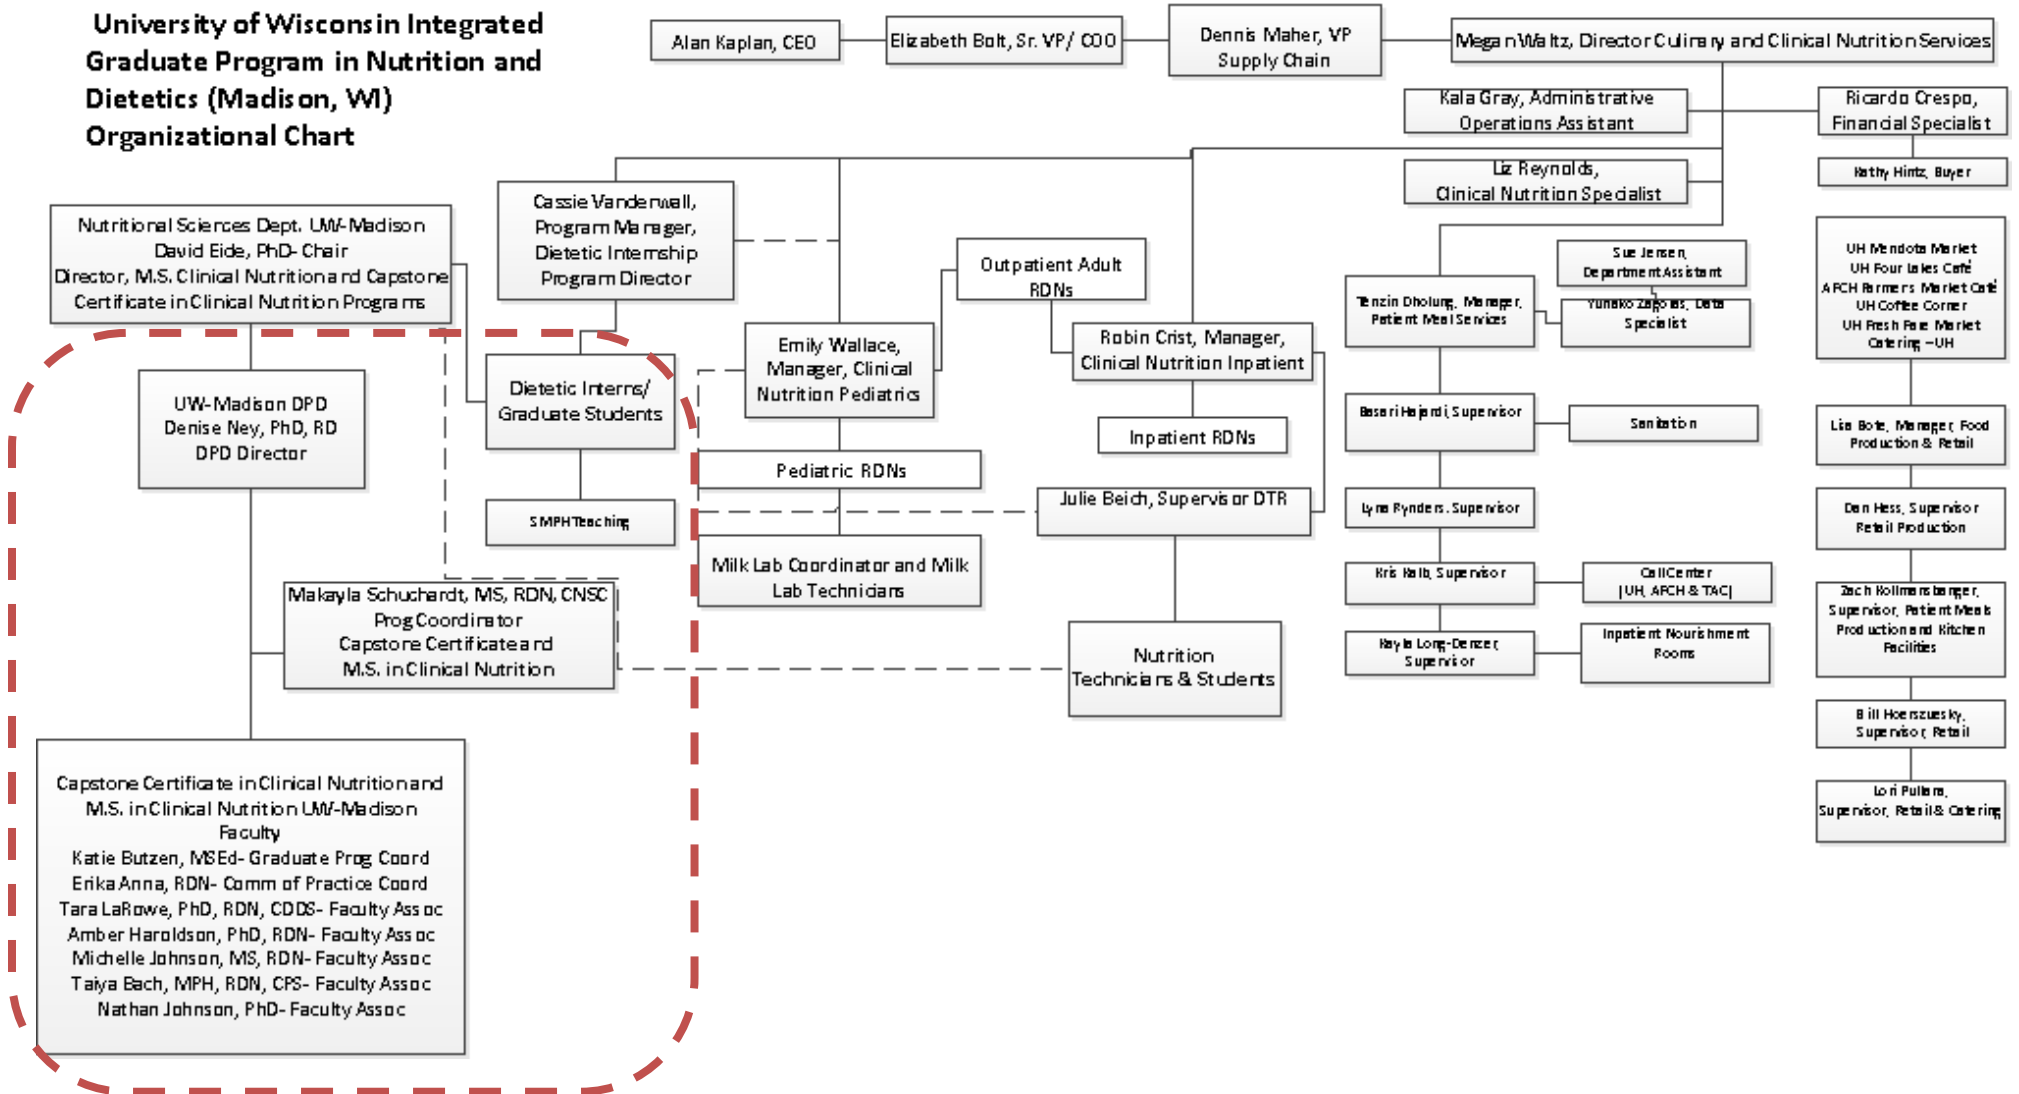 University of Wisconsin Integrated
Graduate Program in Nutrition and
Dietetics (Madison, WI)
Organizational Chart
Alan Kaplan, CEO
Elizabeth Bolt, Sr. VP/ COO
Dennis Maher, VP
Supply Chain
Megan Waltz, Director Culinary and Clinical Nutrition Services
Kala Gray, Administrative
Operations Assistant
Ricardo Crespo,
Financial Specialist
Liz Reynolds,
Clinical Nutrition Specialist
Kathy Hintz, Buyer
Cassie Vanderwall,
Program Manager,
Dietetic Internship
Program Director
Nutritional Sciences Dept. UW-Madison
David Eide, PhD- Chair
Director, M.S. Clinical Nutrition and Capstone
Certificate in Clinical Nutrition Programs
Outpatient Adult
RDNs
Sue Jensen,
Department Assistant
Yuriako Zagoras, Data
Specialist
Tenzin Dholung, Manager,
Patient Meal Services
UH Mendota Market
UH Four Lakes Café
AFCH Farmers Market Café
UH Coffee Corner
UH Fresh Fare Market
Catering –UH
Emily Wallace,
Manager, Clinical
Nutrition Pediatrics
Robin Crist, Manager,
Clinical Nutrition Inpatient
Dietetic Interns/
Graduate Students
UW-Madison DPD
Denise Ney, PhD, RD
DPD Director
Inpatient RDNs
Basari Hajardi, Supervisor
Sanitation
Lisa Bote, Manager, Food
Production & Retail
Pediatric RDNs
Julie Beich, Supervisor DTR
Lyna Rynders. Supervisor
Dan Hess, Supervisor
Retail Production
SMPH Teaching
Milk Lab Coordinator and Milk
Lab Technicians
Kris Kalb, Supervisor
Call Center
(UH, AFCH & TAC)
Zach
Supervisor, Patient Meals
Production and Kitchen
Facilities
Makayla Schuchardt, MS, RDN, CNSC
Prog Coordinator
Capstone Certificate and
M.S. in Clinical Nutrition
Nutrition
Technicians & Students
Kayla Long-Denzer,
Supervisor
Inpatient Nourishment
Rooms
Bill
Supervisor, Retail
Lori Pullara,
Supervisor, Retail & Catering
Capstone Certificate in Clinical Nutrition and
M.S. in Clinical Nutrition UW-Madison
Faculty
Katie Butzen, MSEd- Graduate Prog Coord
Erika Anna, RDN- Comm of Practice Coord
Tara LaRowe, PhD, RDN, CDDS- Faculty Assoc
Amber Haroldson, PhD, RDN- Faculty Assoc
Michelle Johnson, MS, RDN- Faculty Assoc
Taiya Bach, MPH, RDN, CPS- Faculty Assoc
Nathan Johnson, PhD- Faculty Assoc